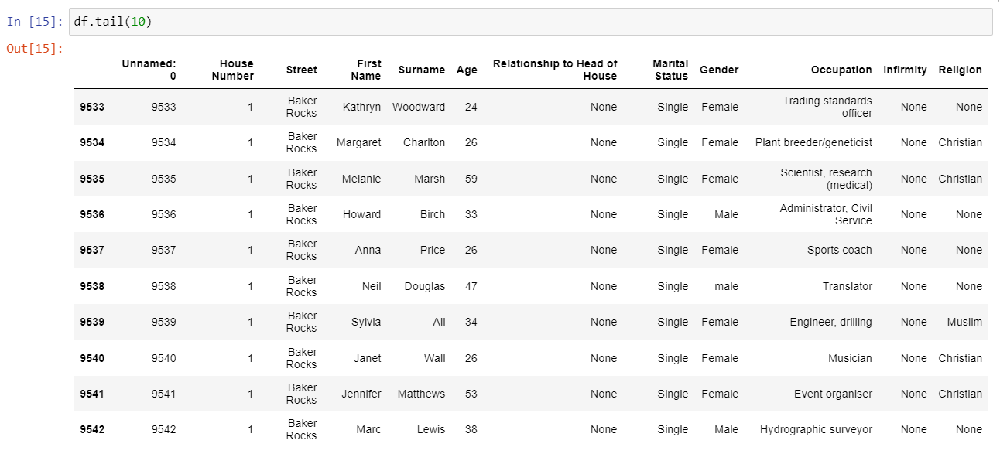 In [15]: df.tail(10)
Out[15]:
Unnamed: 0 House Number Street First Name Surname Age Relationship to Head of House Marital Status Gender Occupation Infirmity Religion
9533 9533 1 Baker Rocks Kathryn Woodward 24 None Single Female Trading standards officer None None
9534 9534 1 Baker Rocks Margaret Charlton 26 None Single Female Plant breeder/geneticist None Christian
9535 9535 1 Baker Rocks Melanie Marsh 59 None Single Female Scientist, research (medical) None Christian
9536 9536 1 Baker Rocks Howard Birch 33 None Single Male Administrator, Civil Service None None
9537 9537 1 Baker Rocks Anna Price 26 None Single Female Sports coach None None
9538 9538 1 Baker Rocks Neil Douglas 47 None Single male Translator None None
9539 9539 1 Baker Rocks Sylvia Ali 34 None Single Female Engineer, drilling None Muslim
9540 9540 1 Baker Rocks Janet Wall 26 None Single Female Musician None Christian
9541 9541 1 Baker Rocks Jennifer Matthews 53 None Single Female Event organiser None Christian
9542 9542 1 Baker Rocks Marc Lewis 38 None Single Male Hydrographic surveyor None None